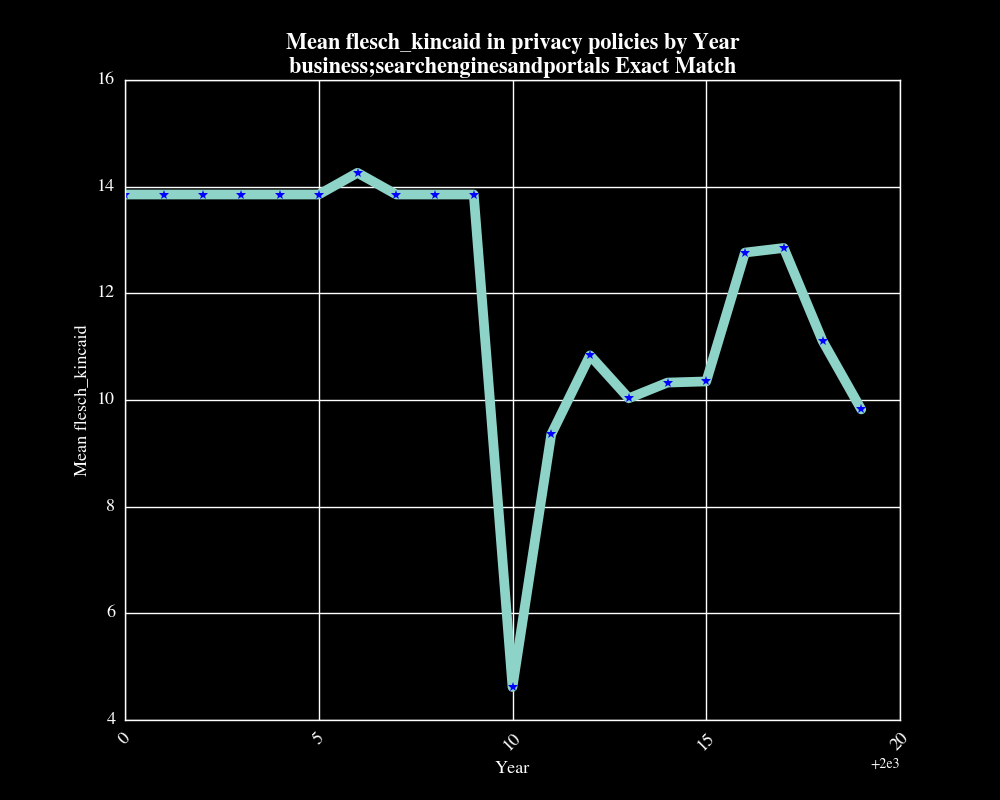 Mean flesch_kincaid in privacy policies by Year
business;searchenginesandportals Exact Match
16
14
12
10
8
6
4
Mean flesch_kincaid
0
5
10
15
20
Year
+2e3